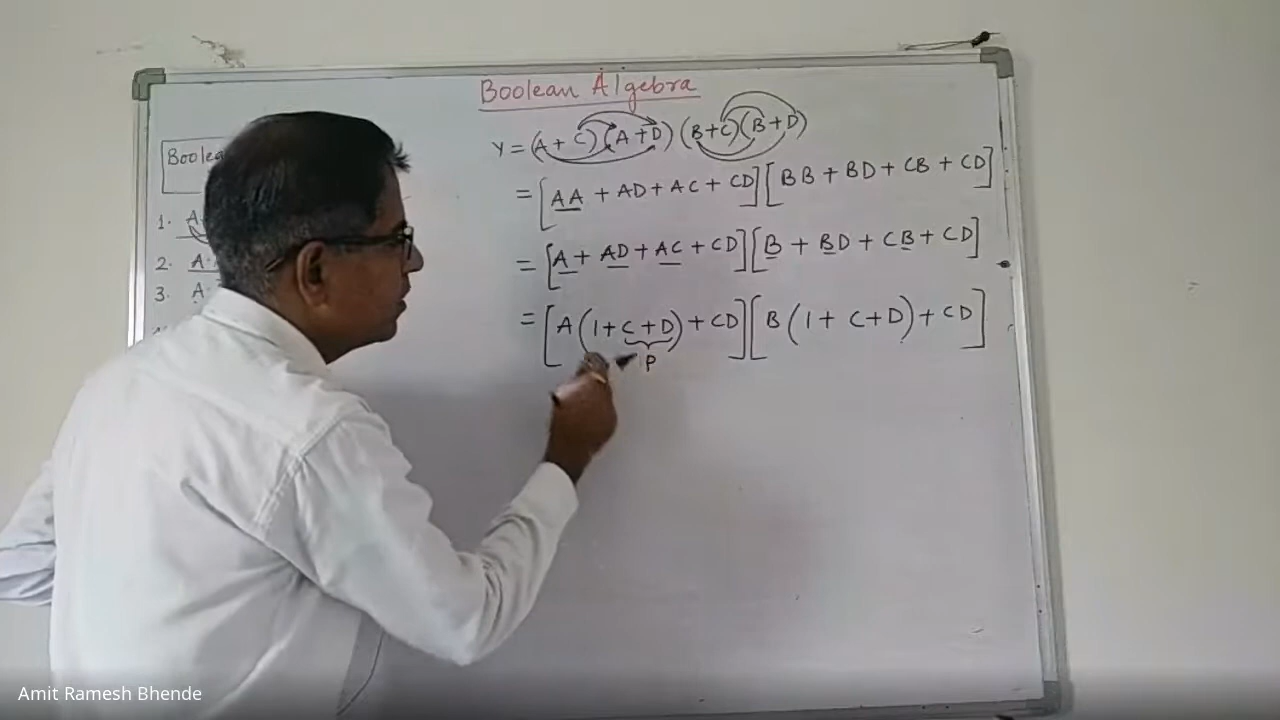 Boolean Algebra
Y = (A + C)(A + D)(B + C)(B + D)
= [AA + AD + AC + CD][BB + BD + CB + CD]
= [A + AD + AC + CD][B + BD + CB + CD]
= [A(1 + C + D) + CD][B(1 + C + D) + CD]
P
1. A
2. A.
3. A
Amit Ramesh Bhende